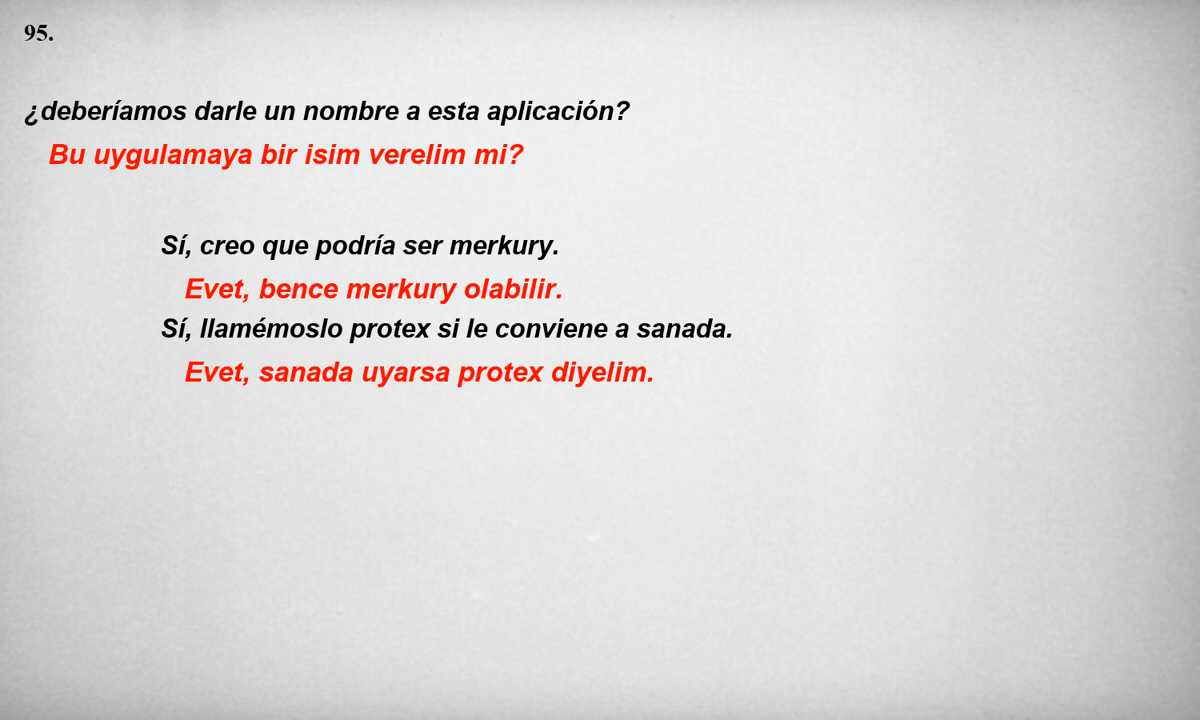 95.
¿deberíamos darle un nombre a esta aplicación?
Bu uygulamaya bir isim verelim mi?
Sí, creo que podría ser merkury.
Evet, bence merkury olabilir.
Sí, llamémoslo protex si le conviene a sanada.
Evet, sanada uyarsa protex diyelim.